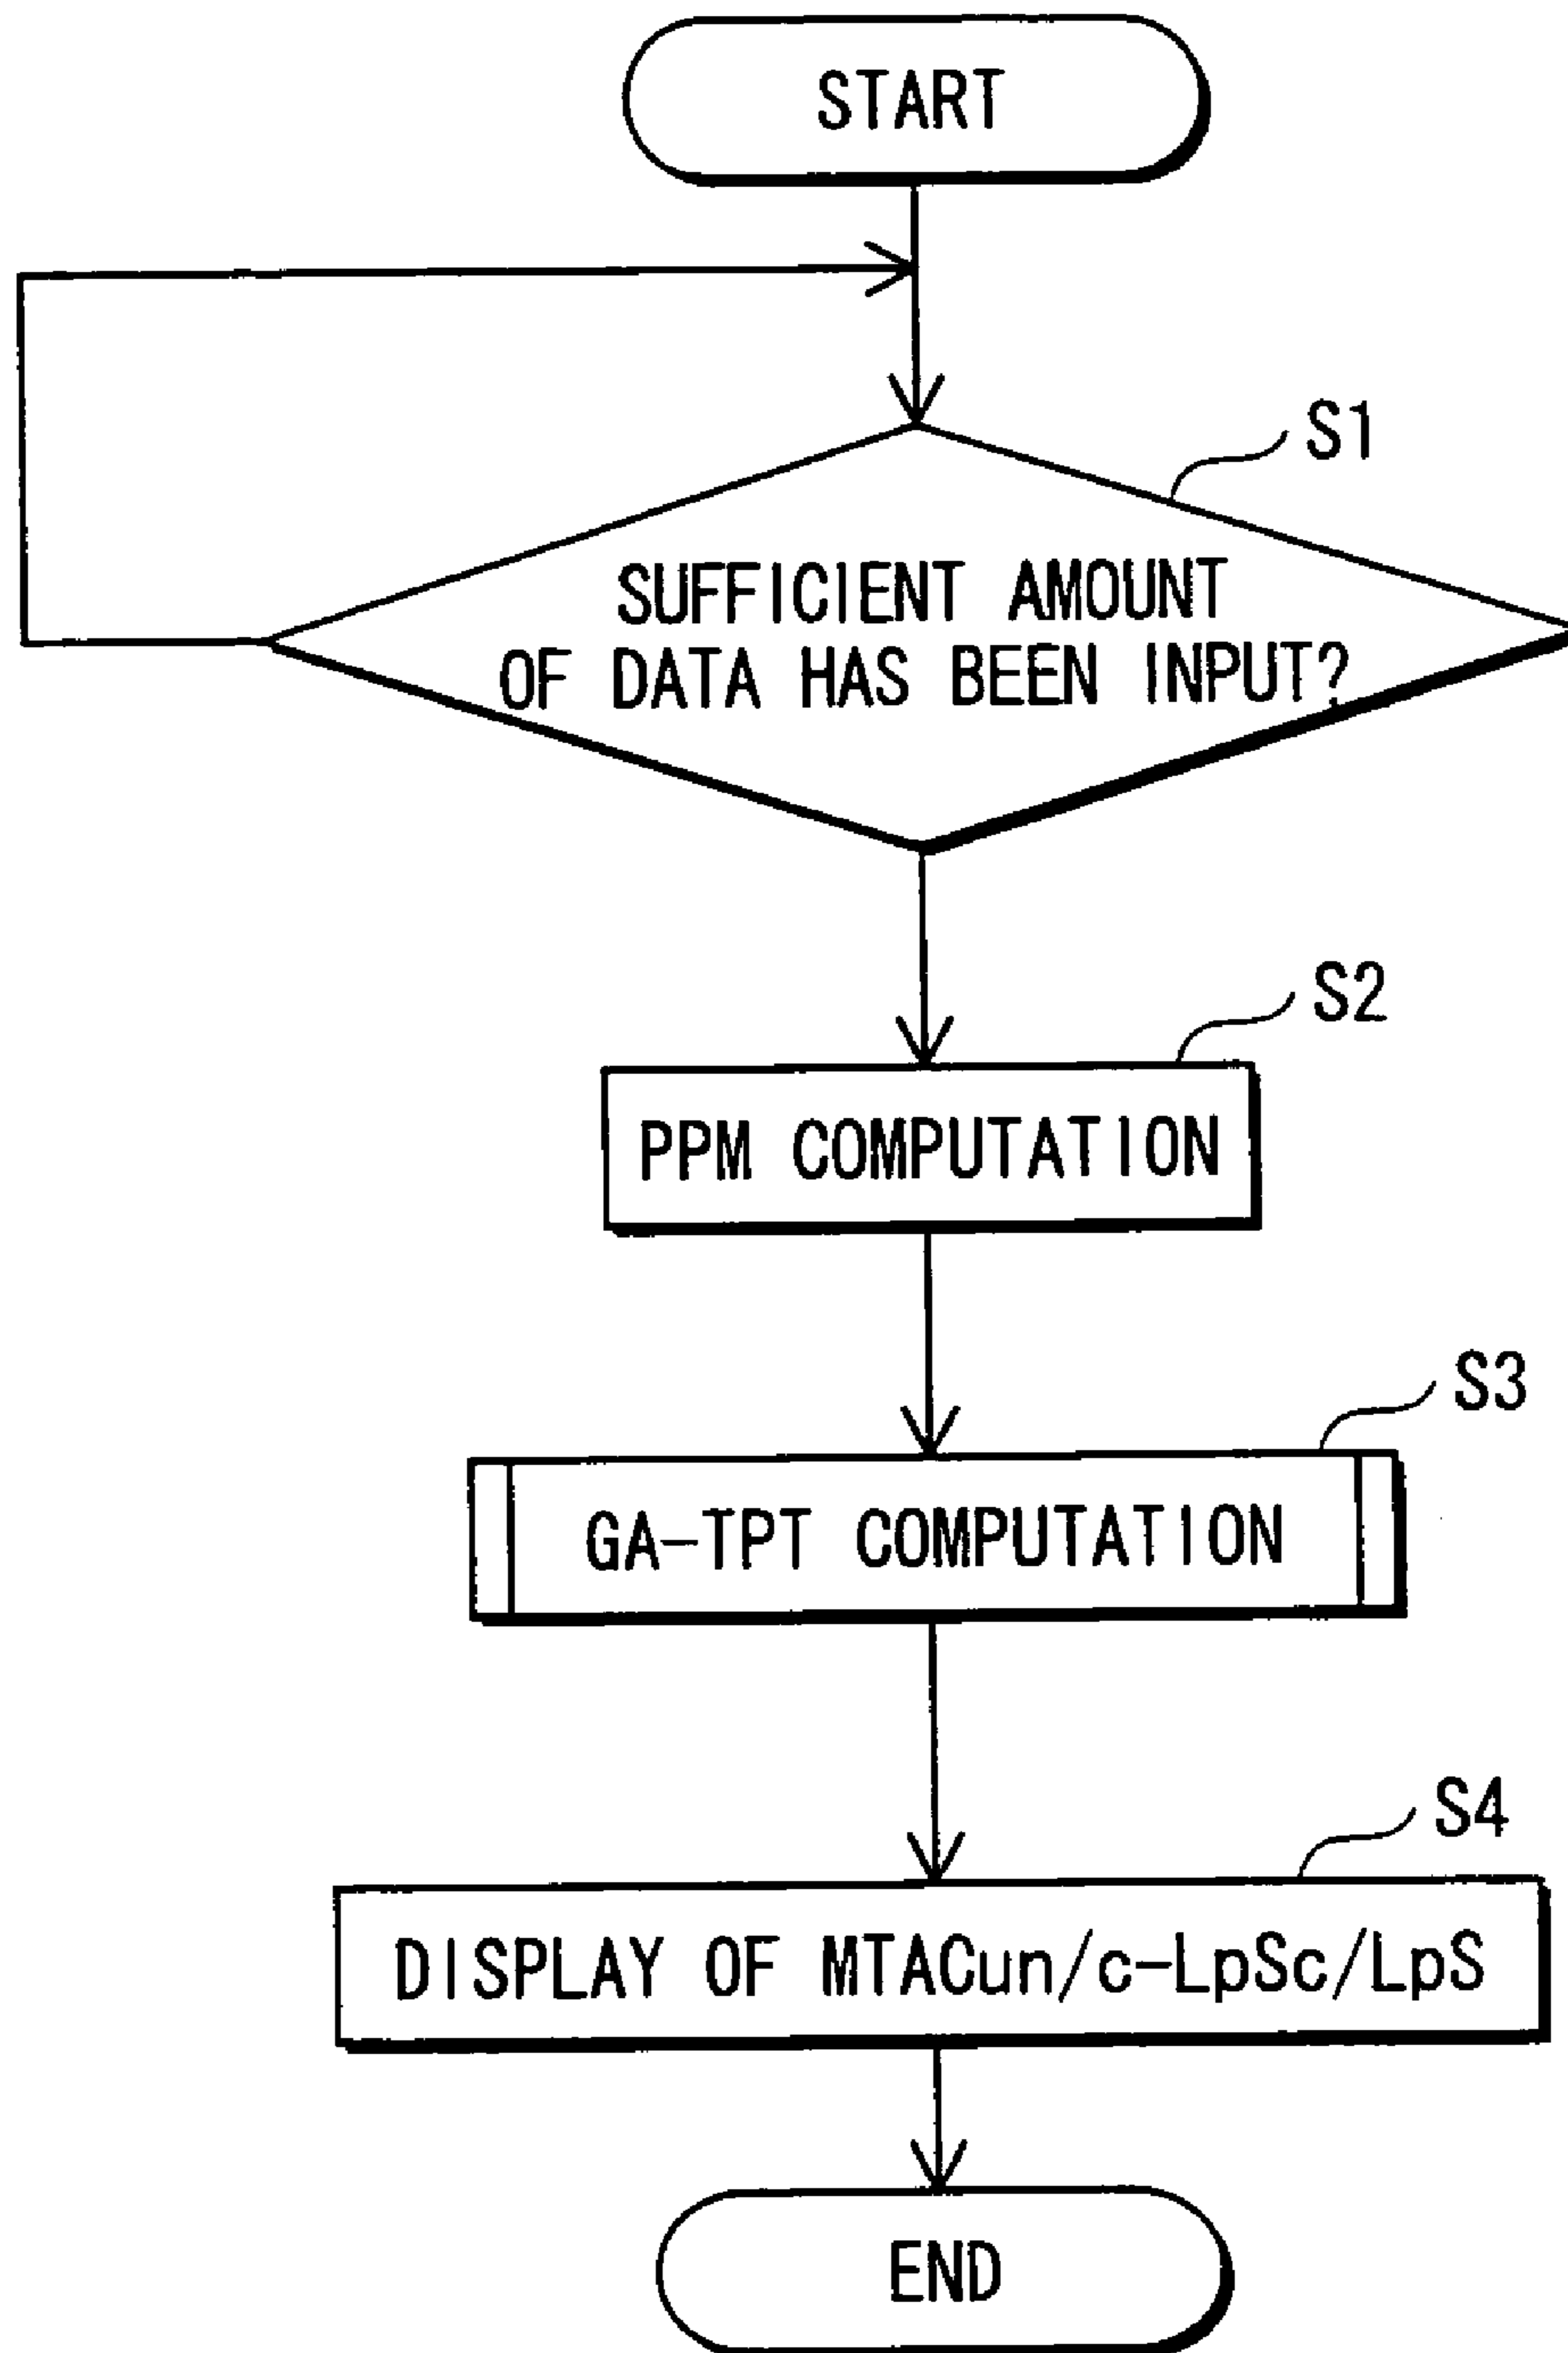 START
S1
SUFFICIENT AMOUNT
OF DATA HAS BEEN INPUT?
S2
PPM COMPUTATION
S3
GA-TPT COMPUTATION
S4
DISPLAY OF MTACun/c-LpSc/LpS
END